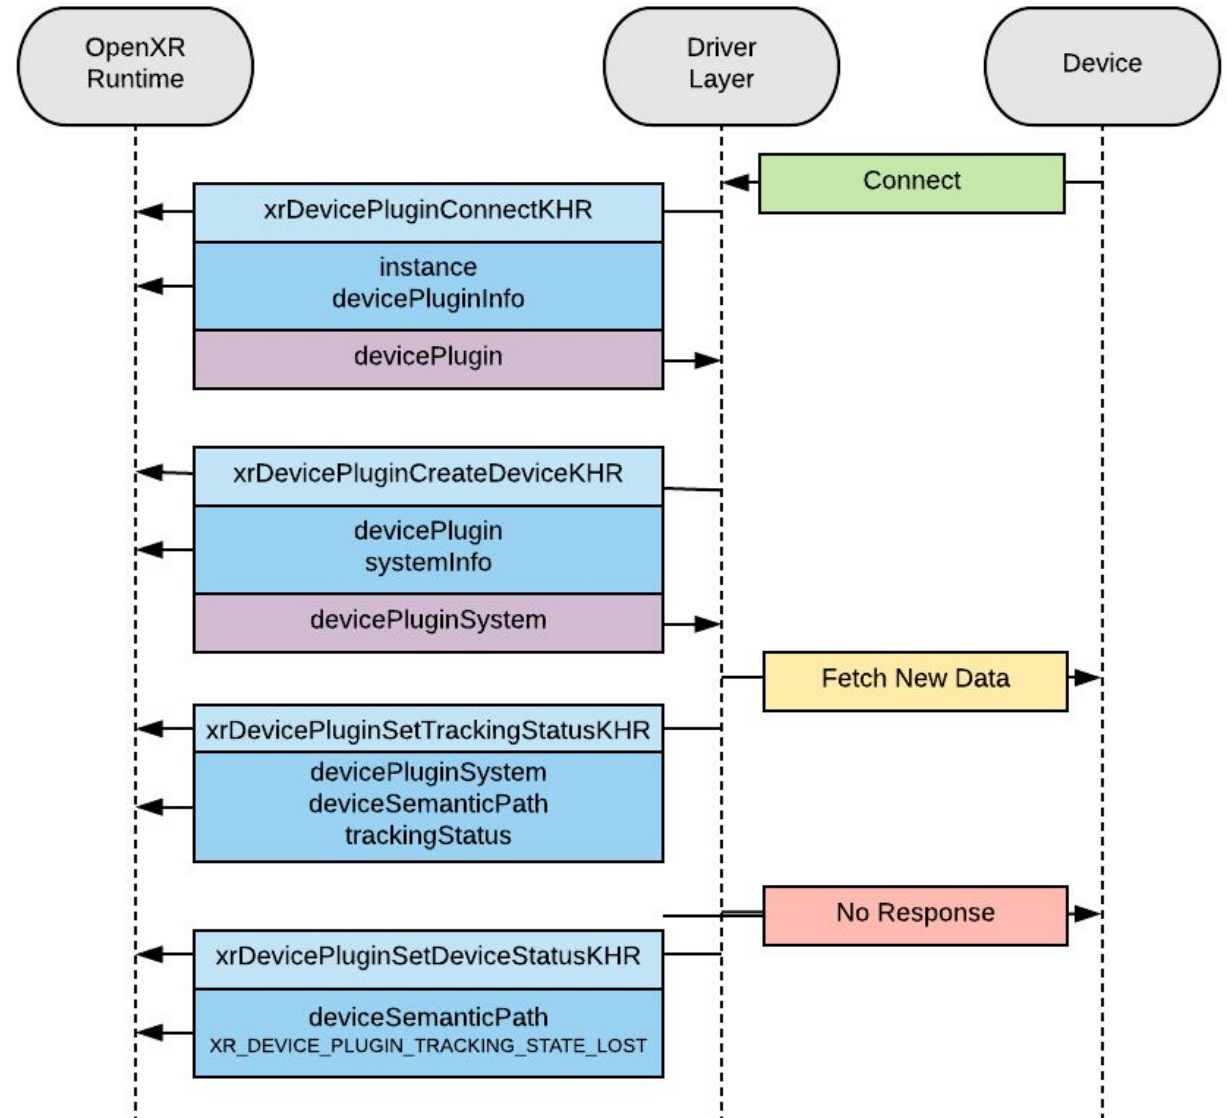 OpenXR
Runtime
Driver
Layer
Device
Connect
xrDevicePluginConnectKHR
instance
devicePluginInfo
devicePlugin
xrDevicePluginCreateDeviceKHR
devicePlugin
systemInfo
devicePluginSystem
Fetch New Data
xrDevicePluginSetTrackingStatusKHR
devicePluginSystem
deviceSemanticPath
trackingStatus
No Response
xrDevicePluginSetDeviceStatusKHR
deviceSemanticPath
XR_DEVICE_PLUGIN_TRACKING_STATE_LOST